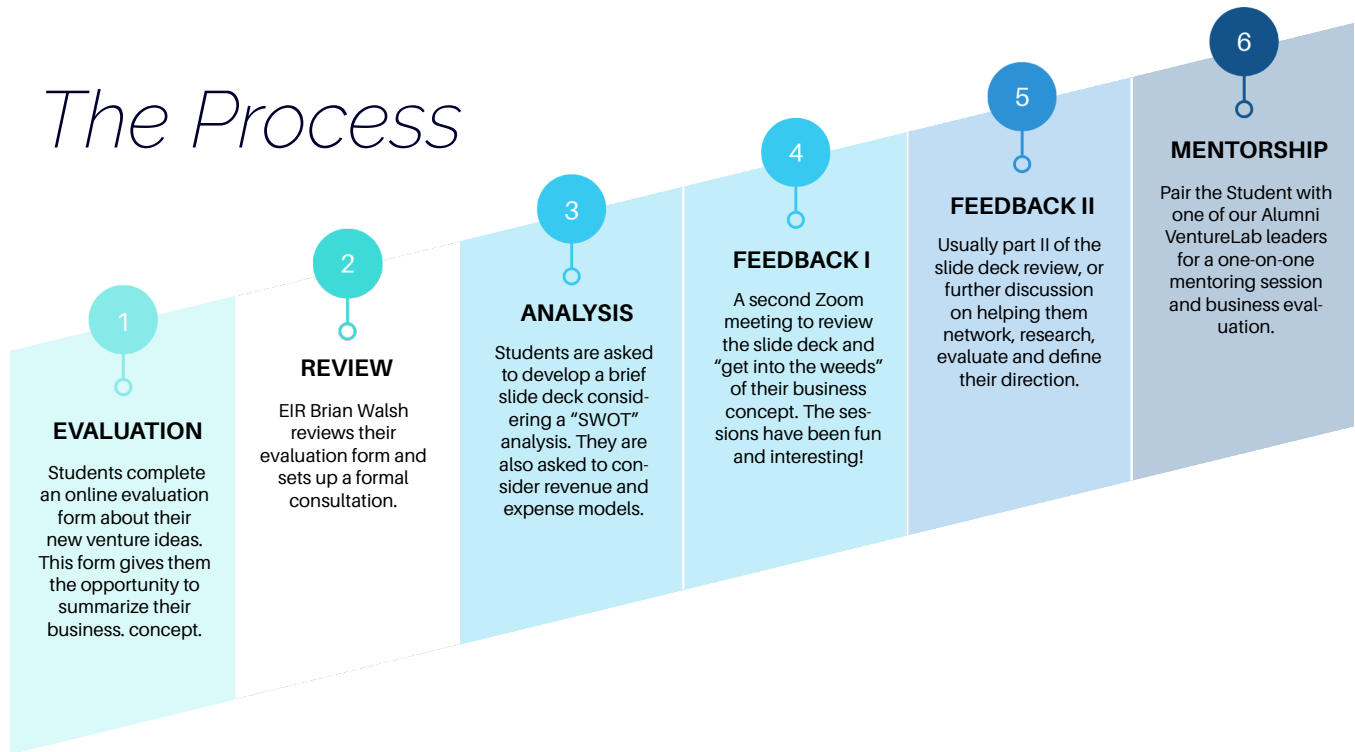 The Process
1
EVALUATION
Students complete
an online evaluation
form about their
new venture ideas.
This form gives them
the opportunity to
summarize their
business. concept.
2
REVIEW
EIR Brian Walsh
reviews their
evaluation form and
sets up a formal
consultation.
3
ANALYSIS
Students are asked
to develop a brief
slide deck consid-
ering a “SWOT”
analysis. They are
also asked to con-
sider revenue and
expense models.
4
FEEDBACK I
A second Zoom
meeting to review
the slide deck and
“get into the weeds”
of their business
concept. The ses-
sions have been fun
and interesting!
5
FEEDBACK II
Usually part II of the
slide deck review, or
further discussion
on helping them
network, research,
evaluate and define
their direction.
6
MENTORSHIP
Pair the Student with
one of our Alumni
VentureLab leaders
for a one-on-one
mentoring session
and business eval-
uation.